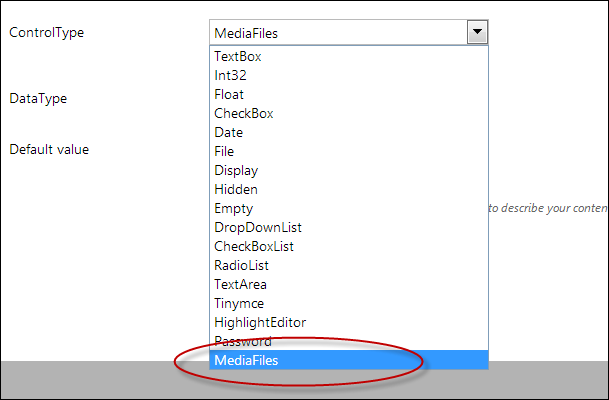 ControlType MediaFiles
TextBox
Int32
Float
DataType
CheckBox
Date
Default value
File
Display
Hidden
Empty
to describe your conten
DropDownList
CheckBoxList
RadioList
TextArea
Tinymce
HighlightEditor
Password
MediaFiles